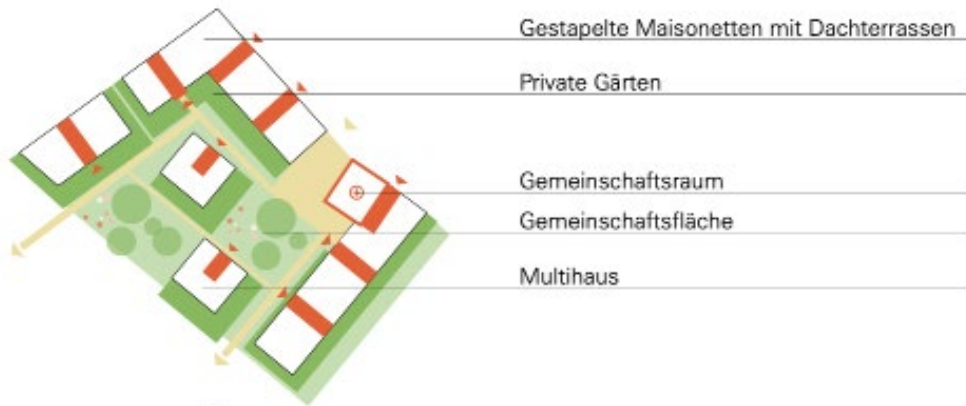 Gestapelte Maisonetten mit Dachterrassen
Private Gärten
Gemeinschaftsraum
Gemeinschaftsfläche
Multihaus